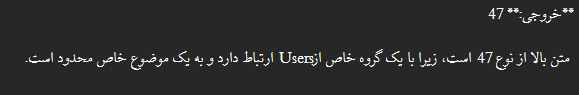 **خروجی:** 47
متن بالا از نوع 47 است، زیرا با یک گروه خاص ازUsers ارتباط دارد و به یک موضوع خاص محدود است.